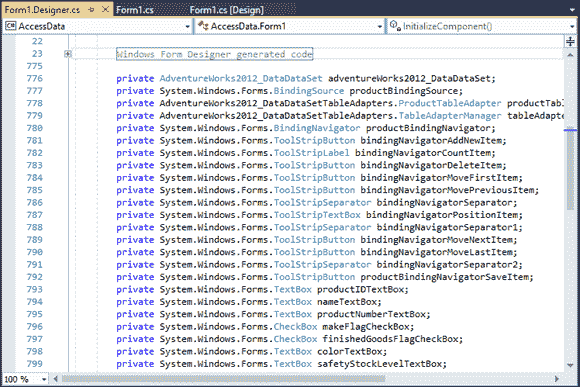 Form1.Designer.cs Form1.cs Form1.cs [Design]
AccessData AccessData.Form1 InitializeComponent()
22
23 Windows Form Designer generated code
775
776 private AdventureWorks2012_DataDataSet adventureWorks2012_DataDataSet;
777 private System.Windows.Forms.BindingSource productBindingSource;
778 private AdventureWorks2012_DataDataSetTableAdapters.ProductTableAdapter productTabl
779 private AdventureWorks2012_DataDataSetTableAdapters.TableAdapterManager tableAdapte
780 private System.Windows.Forms.BindingNavigator productBindingNavigator;
781 private System.Windows.Forms.ToolStripButton bindingNavigatorAddNewItem;
782 private System.Windows.Forms.ToolStripLabel bindingNavigatorCountItem;
783 private System.Windows.Forms.ToolStripButton bindingNavigatorDeleteItem;
784 private System.Windows.Forms.ToolStripButton bindingNavigatorMoveFirstItem;
785 private System.Windows.Forms.ToolStripButton bindingNavigatorMovePreviousItem;
786 private System.Windows.Forms.ToolStripSeparator bindingNavigatorSeparator;
787 private System.Windows.Forms.ToolStripTextBox bindingNavigatorPositionItem;
788 private System.Windows.Forms.ToolStripSeparator bindingNavigatorSeparator1;
789 private System.Windows.Forms.ToolStripButton bindingNavigatorMoveNextItem;
790 private System.Windows.Forms.ToolStripButton bindingNavigatorMoveLastItem;
791 private System.Windows.Forms.ToolStripSeparator bindingNavigatorSeparator2;
792 private System.Windows.Forms.ToolStripButton productBindingNavigatorSaveItem;
793 private System.Windows.Forms.TextBox productIDTextBox;
794 private System.Windows.Forms.TextBox nameTextBox;
795 private System.Windows.Forms.TextBox productNumberTextBox;
796 private System.Windows.Forms.CheckBox makeFlagCheckBox;
797 private System.Windows.Forms.CheckBox finishedGoodsFlagCheckBox;
798 private System.Windows.Forms.TextBox colorTextBox;
799 private System.Windows.Forms.TextBox safetyStockLevelTextBox;
100 %